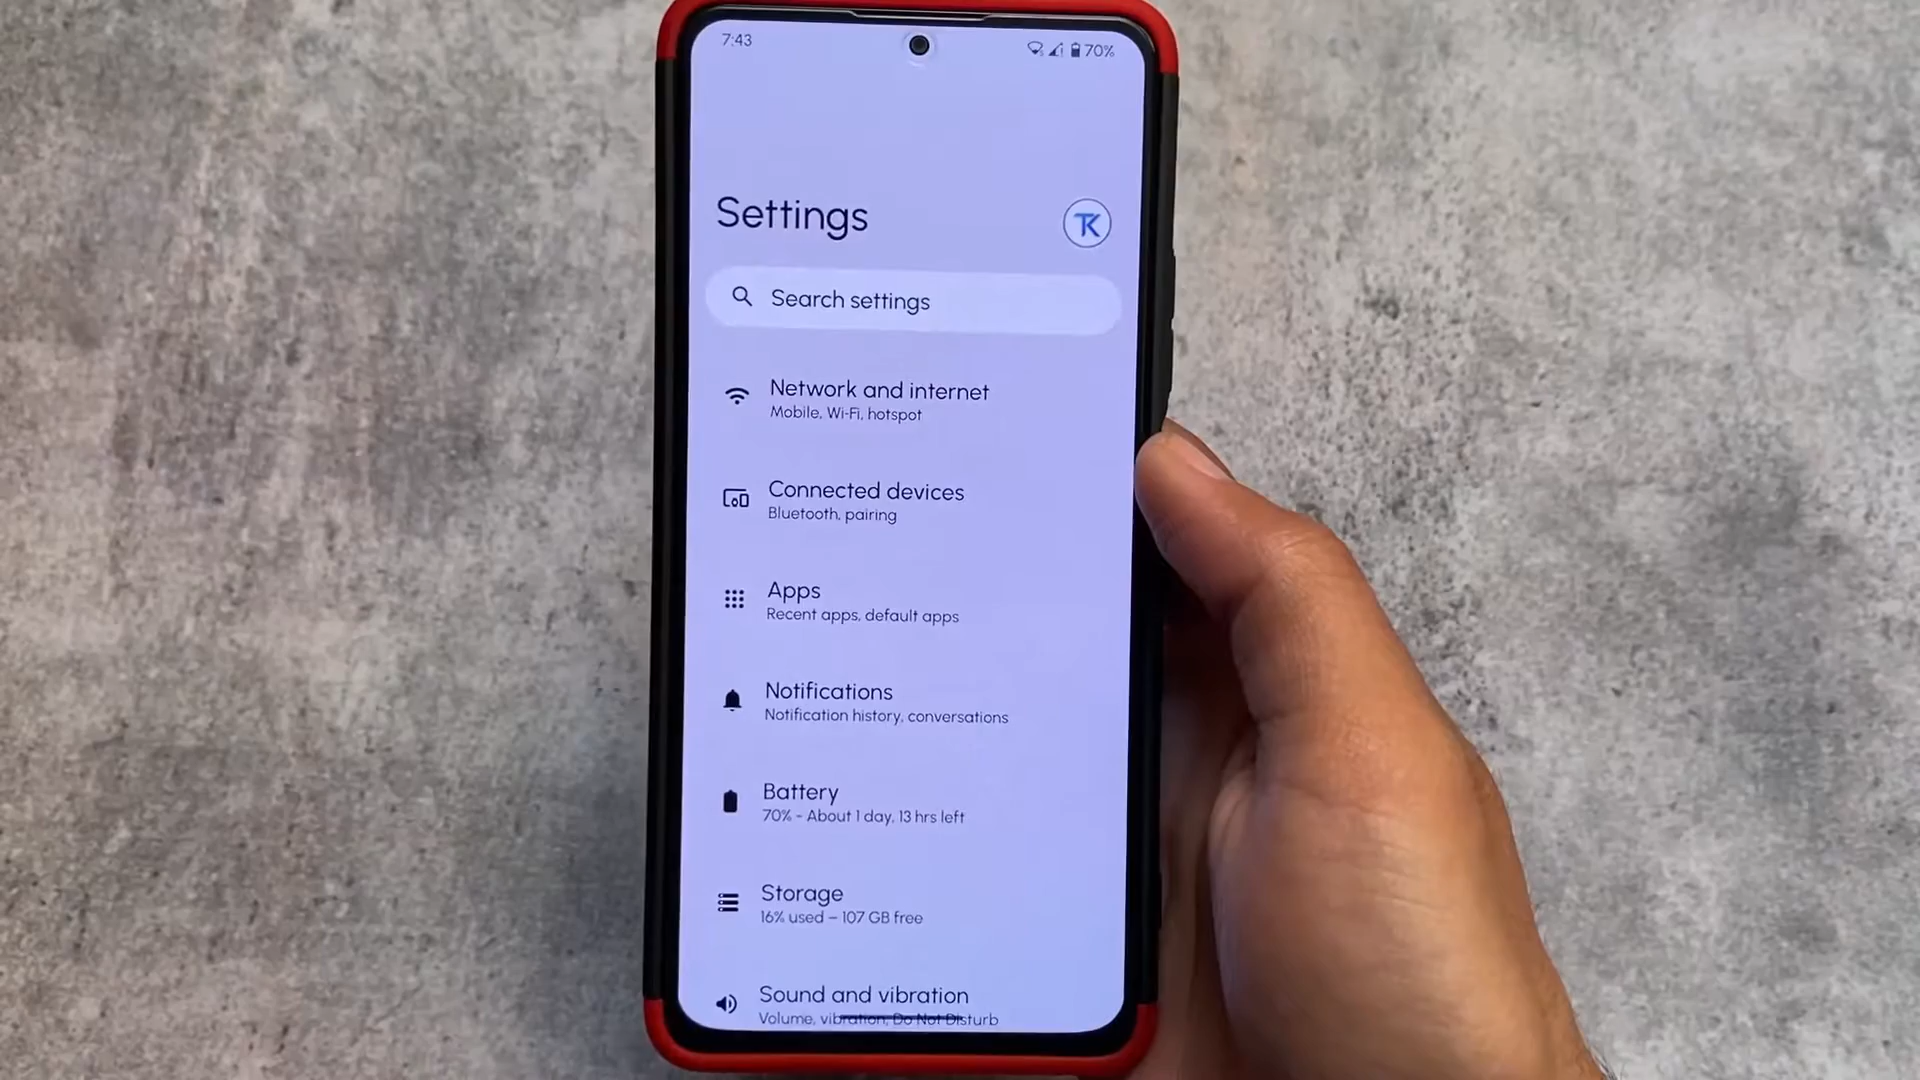 7:43
70%
Settings
TK
Search settings
Network and internet
Mobile, Wi-Fi, hotspot
Connected devices
Bluetooth, pairing
Apps
Recent apps, default apps
Notifications
Notification history, conversations
Battery
70% - About 1 day, 13 hrs left
Storage
16% used – 107 GB free
Sound and vibration
Volume, vibration, Do Not Disturb